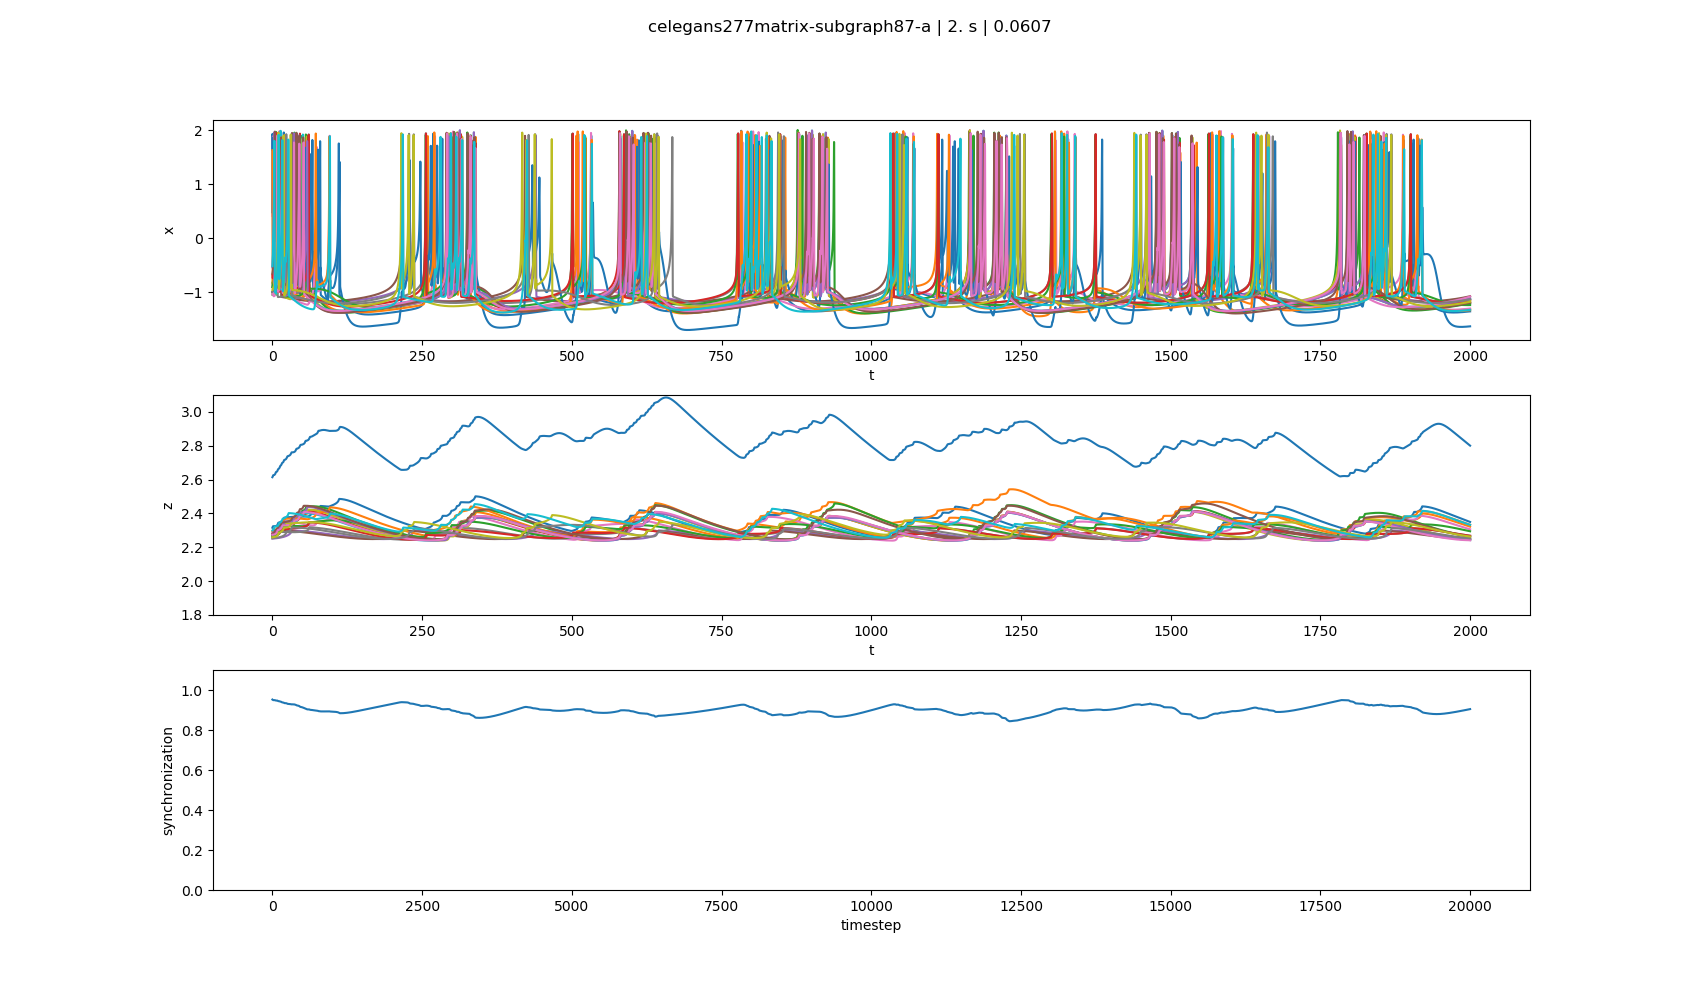 celegans277matrix-subgraph87-a | 2. s | 0.0607
2
1
0
−1
x
0 250 500 750 1000 1250 1500 1750 2000
t
3.0
2.8
2.6
2.4
2.2
2.0
1.8
z
0 250 500 750 1000 1250 1500 1750 2000
t
1.0
0.8
0.6
0.4
0.2
0.0
synchronization
0 2500 5000 7500 10000 12500 15000 17500 20000
timestep